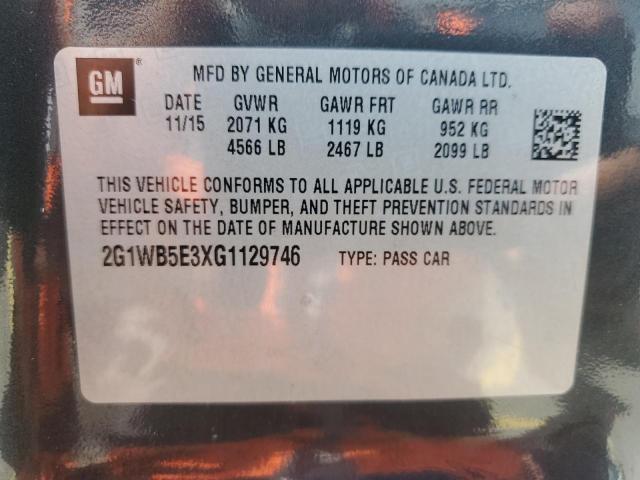 GM ®
MFD BY GENERAL MOTORS OF CANADA LTD.
DATE GVWR GAWR FRT GAWR RR
11/15 2071 KG 1119 KG 952 KG
4566 LB 2467 LB 2099 LB
THIS VEHICLE CONFORMS TO ALL APPLICABLE U.S. FEDERAL MOTOR
VEHICLE SAFETY, BUMPER, AND THEFT PREVENTION STANDARDS IN
EFFECT ON THE DATE OF MANUFACTURE SHOWN ABOVE.
2G1WB5E3XG1129746 TYPE: PASS CAR